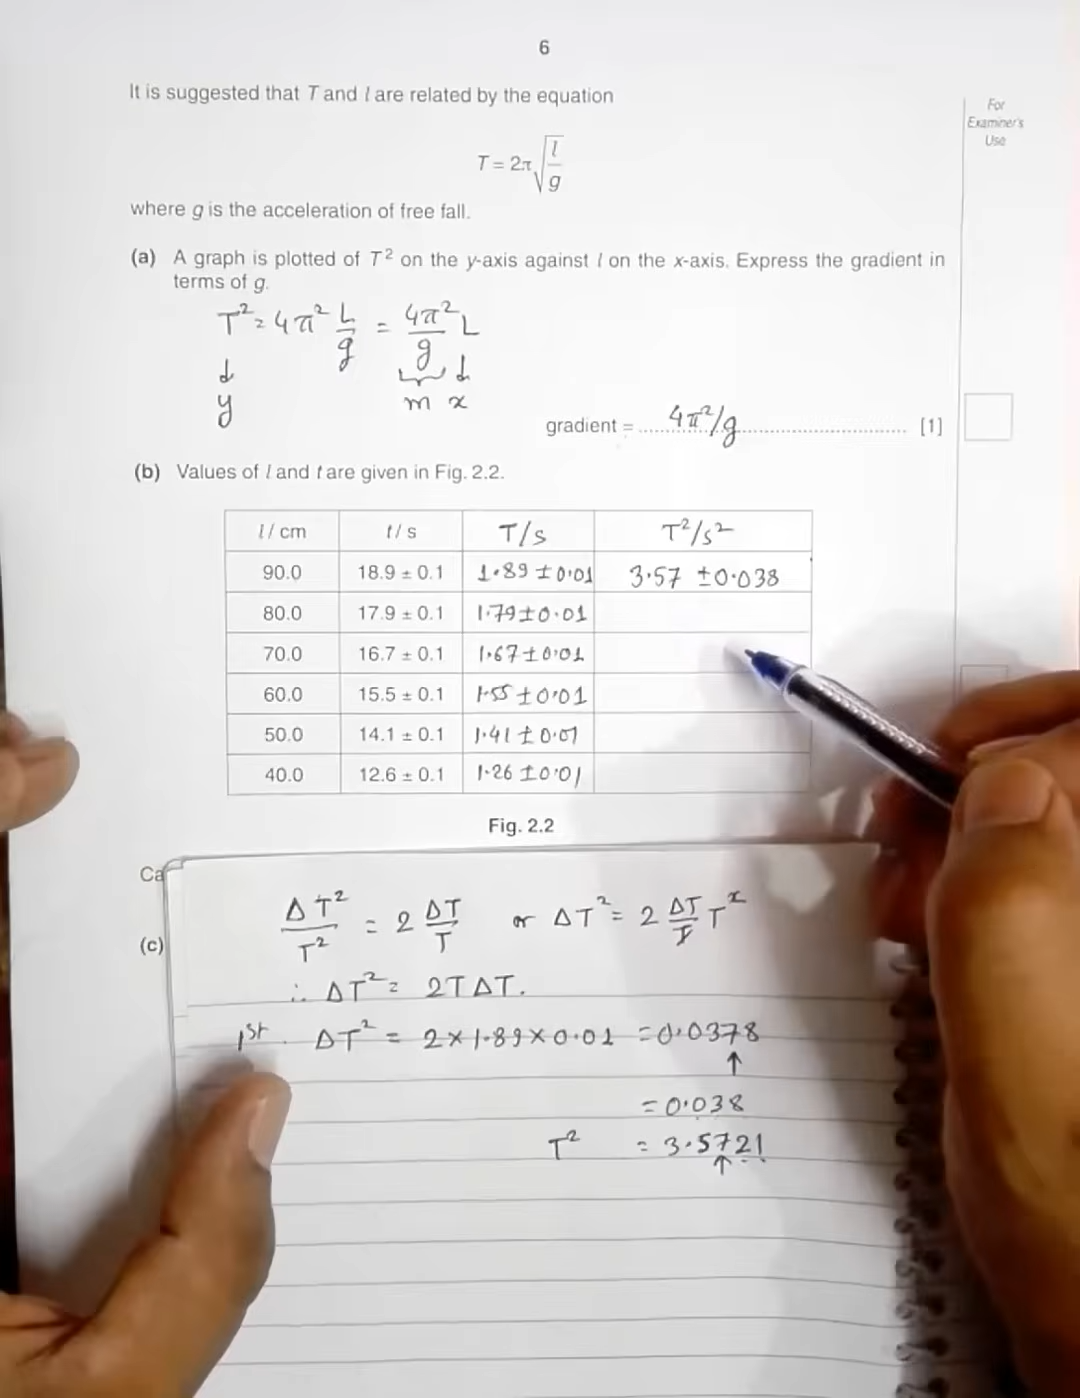 6
It is suggested that T and l are related by the equation
For
Examiner's
Use
T = 2π√(l/g)
where g is the acceleration of free fall.
(a) A graph is plotted of T² on the y-axis against l on the x-axis. Express the gradient in
terms of g.
T² = 4π² L/g = 4π²/g L
↓ ↓
y m x
gradient = 4π²/g [1]
(b) Values of l and t are given in Fig. 2.2.
l / cm t / s T/s T²/s²
90.0 18.9 ± 0.1 1.89 ± 0.01 3.57 ± 0.038
80.0 17.9 ± 0.1 1.79 ± 0.01
70.0 16.7 ± 0.1 1.67 ± 0.01
60.0 15.5 ± 0.1 1.55 ± 0.01
50.0 14.1 ± 0.1 1.41 ± 0.01
40.0 12.6 ± 0.1 1.26 ± 0.01
Fig. 2.2
Ca
(c)
ΔT²/T² = 2 ΔT/T or ΔT² = 2 ΔT/T T²
∴ ΔT² = 2TΔT.
1st. ΔT² = 2×1.89×0.01 = 0.0378
↑
= 0.038
T² = 3.5721
↑